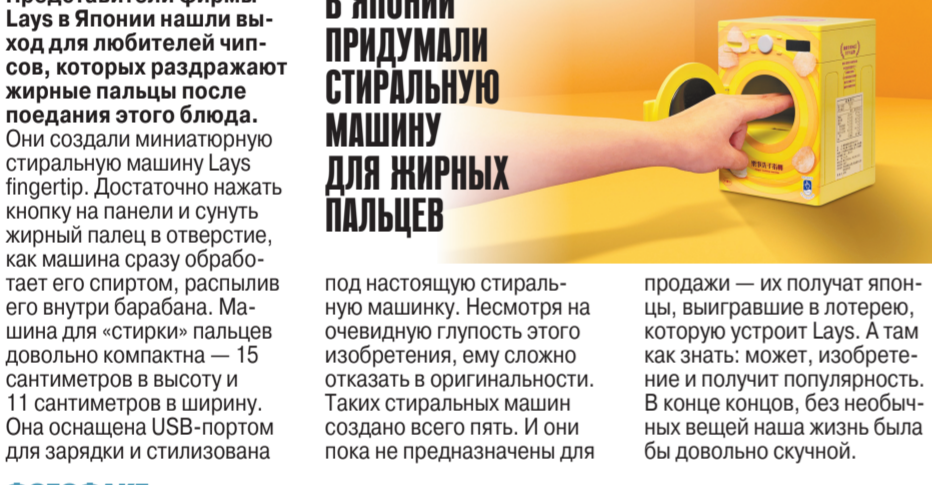 Представители фирмы
Lays в Японии нашли вы-
ход для любителей чип-
сов, которых раздражают
жирные пальцы после
поедания этого блюда.
Они создали миниатюрную
стиральную машину Lays
fingertip. Достаточно нажать
кнопку на панели и сунуть
жирный палец в отверстие,
как машина сразу обрабо-
тает его спиртом, распылив
его внутри барабана. Ма-
шина для «стирки» пальцев
довольно компактна — 15
сантиметров в высоту и
11 сантиметров в ширину.
Она оснащена USB-портом
для зарядки и стилизована
В ЯПОНИИ
ПРИДУМАЛИ
СТИРАЛЬНУЮ
МАШИНУ
ДЛЯ ЖИРНЫХ
ПАЛЬЦЕВ
под настоящую стираль-
ную машинку. Несмотря на
очевидную глупость этого
изобретения, ему сложно
отказать в оригинальности.
Таких стиральных машин
создано всего пять. И они
пока не предназначены для
продажи — их получат япон-
цы, выигравшие в лотерею,
которую устроит Lays. А там
как знать: может, изобрете-
ние и получит популярность.
В конце концов, без необыч-
ных вещей наша жизнь была
бы довольно скучной.